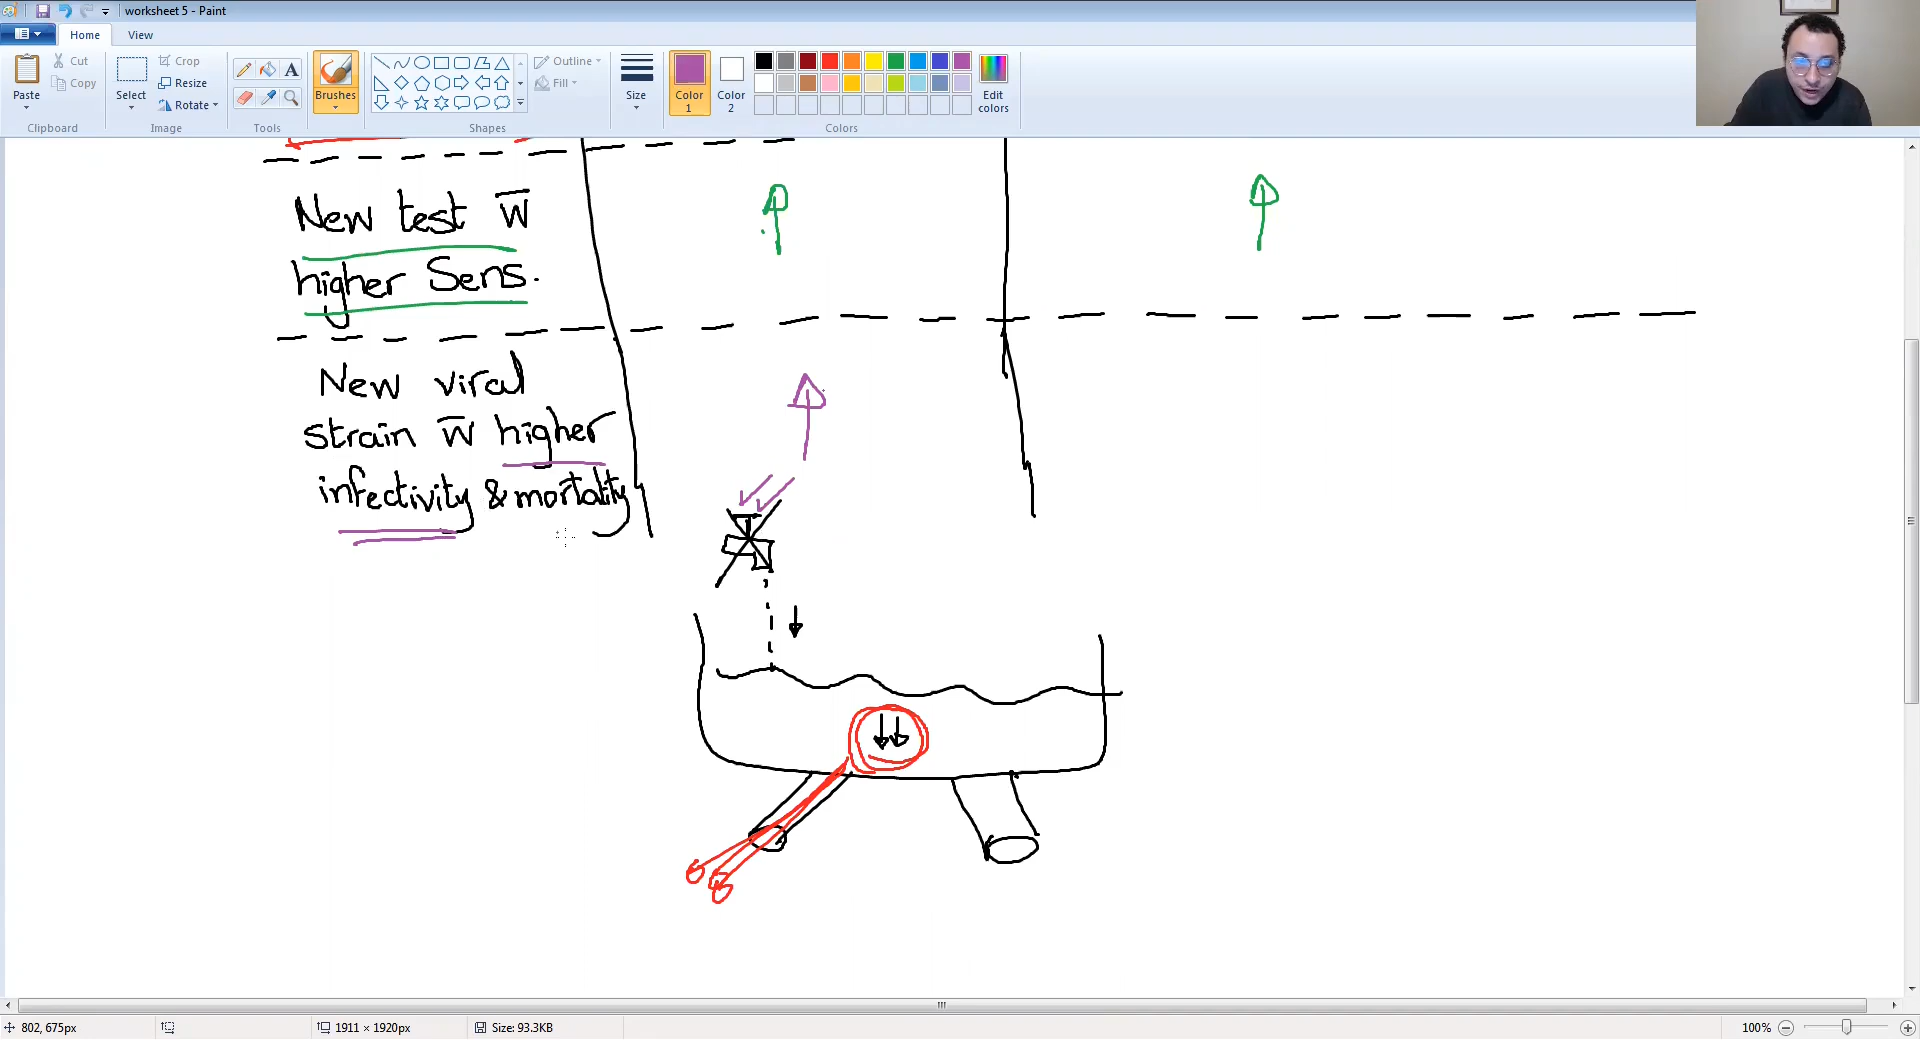 worksheet 5 - Paint
Home
View
Paste
Cut
Copy
Clipboard
Select
Crop
Resize
Rotate
Image
A
Tools
Brushes
Outline
Fill
Shapes
Size
Color
1
Color
2
Edit
colors
Colors
New test w̅
higher Sens.
New viral
strain w̅ higher
infectivity & mortality
802, 675px
1911 × 1920px
Size: 93.3KB
100%